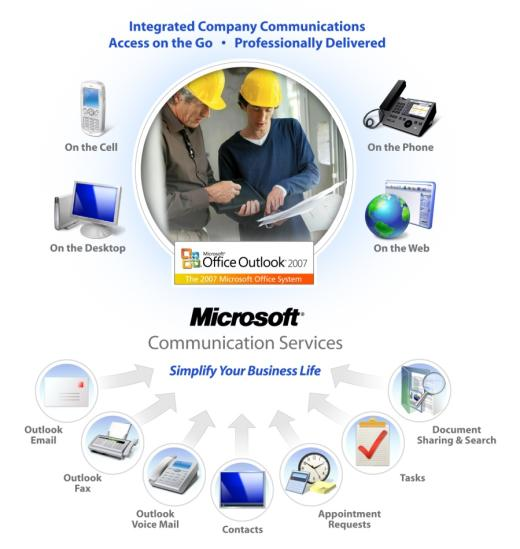 Integrated Company Communications
Access on the Go • Professionally Delivered
On the Cell
On the Phone
On the Desktop
On the Web
Microsoft®
Office Outlook® 2007
The 2007 Microsoft Office System
Microsoft®
Communication Services
Simplify Your Business Life
Outlook
Email
Outlook
Fax
Outlook
Voice Mail
Contacts
Appointment
Requests
Tasks
Document
Sharing & Search